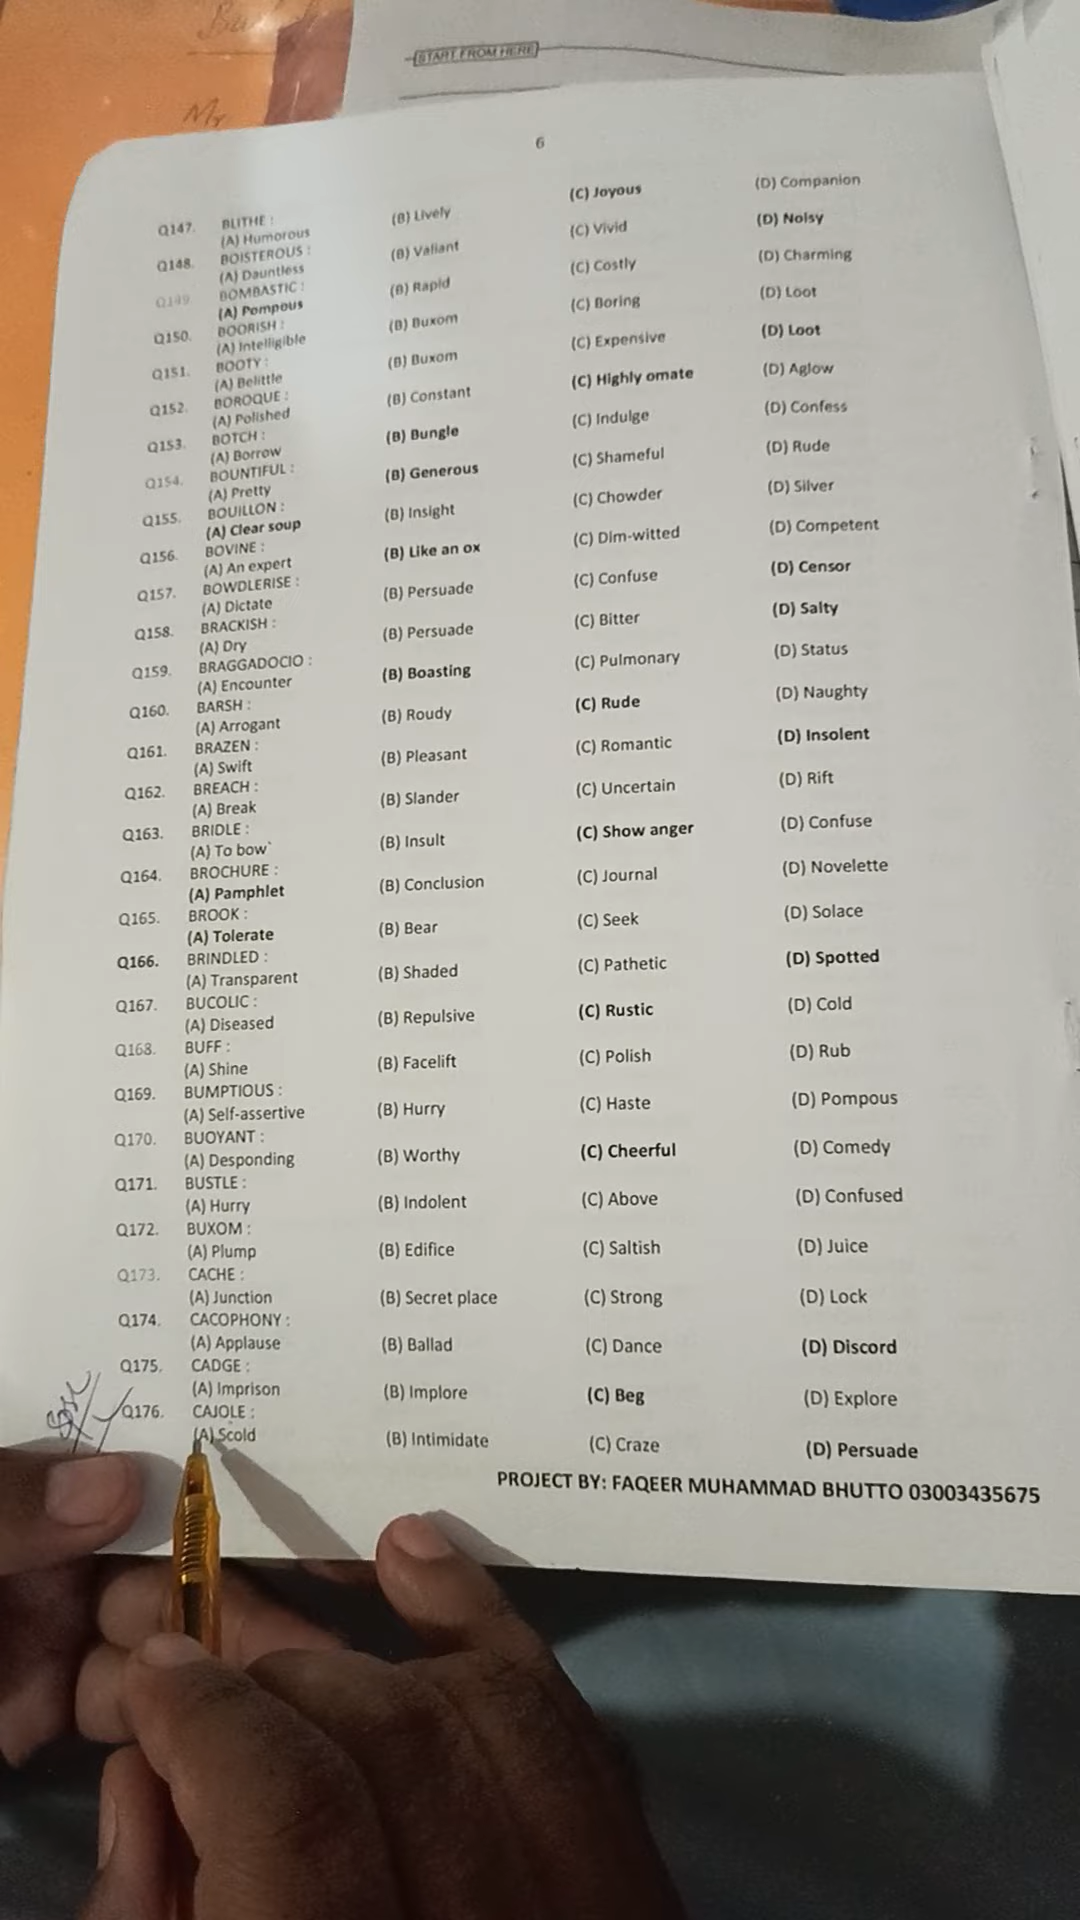 START FROM HERE
Mr
6
Q147. BLITHE :
(A) Humorous (B) Lively (C) Joyous (D) Companion
Q148. BOISTEROUS :
(A) Dauntless (B) Valiant (C) Vivid (D) Noisy
Q149. BOMBASTIC :
(A) Pompous (B) Rapid (C) Costly (D) Charming
Q150. BOORISH :
(A) Intelligible (B) Buxom (C) Boring (D) Loot
Q151. BOOTY :
(A) Belittle (B) Buxom (C) Expensive (D) Loot
Q152. BOROQUE :
(A) Polished (B) Constant (C) Highly omate (D) Aglow
Q153. BOTCH :
(A) Borrow (B) Bungle (C) Indulge (D) Confess
Q154. BOUNTIFUL :
(A) Pretty (B) Generous (C) Shameful (D) Rude
Q155. BOUILLON :
(A) Clear soup (B) Insight (C) Chowder (D) Silver
Q156. BOVINE :
(A) An expert (B) Like an ox (C) Dim-witted (D) Competent
Q157. BOWDLERISE :
(A) Dictate (B) Persuade (C) Confuse (D) Censor
Q158. BRACKISH :
(A) Dry (B) Persuade (C) Bitter (D) Salty
Q159. BRAGGADOCIO :
(A) Encounter (B) Boasting (C) Pulmonary (D) Status
Q160. BARSH :
(A) Arrogant (B) Roudy (C) Rude (D) Naughty
Q161. BRAZEN :
(A) Swift (B) Pleasant (C) Romantic (D) Insolent
Q162. BREACH :
(A) Break (B) Slander (C) Uncertain (D) Rift
Q163. BRIDLE :
(A) To bow` (B) Insult (C) Show anger (D) Confuse
Q164. BROCHURE :
(A) Pamphlet (B) Conclusion (C) Journal (D) Novelette
Q165. BROOK :
(A) Tolerate (B) Bear (C) Seek (D) Solace
Q166. BRINDLED :
(A) Transparent (B) Shaded (C) Pathetic (D) Spotted
Q167. BUCOLIC :
(A) Diseased (B) Repulsive (C) Rustic (D) Cold
Q168. BUFF :
(A) Shine (B) Facelift (C) Polish (D) Rub
Q169. BUMPTIOUS :
(A) Self-assertive (B) Hurry (C) Haste (D) Pompous
Q170. BUOYANT :
(A) Desponding (B) Worthy (C) Cheerful (D) Comedy
Q171. BUSTLE :
(A) Hurry (B) Indolent (C) Above (D) Confused
Q172. BUXOM :
(A) Plump (B) Edifice (C) Saltish (D) Juice
Q173. CACHE :
(A) Junction (B) Secret place (C) Strong (D) Lock
Q174. CACOPHONY :
(A) Applause (B) Ballad (C) Dance (D) Discord
Q175. CADGE :
(A) Imprison (B) Implore (C) Beg (D) Explore
Q176. CAJOLE :
(A) Scold (B) Intimidate (C) Craze (D) Persuade
PROJECT BY: FAQEER MUHAMMAD BHUTTO 03003435675